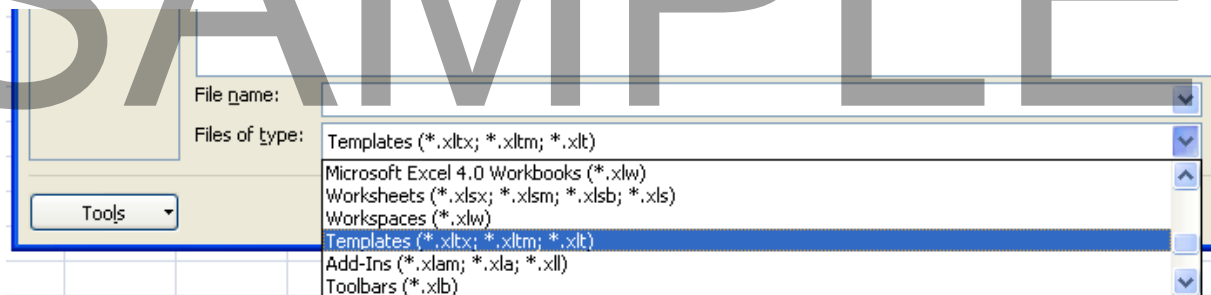 SAMPLE
File name:
Files of type:
Templates (*.xltx; *.xltm; *.xlt)
Microsoft Excel 4.0 Workbooks (*.xlw)
Worksheets (*.xlsx; *.xlsm; *.xlsb; *.xls)
Workspaces (*.xlw)
Templates (*.xltx; *.xltm; *.xlt)
Add-Ins (*.xlam; *.xla; *.xll)
Toolbars (*.xlb)
Tools